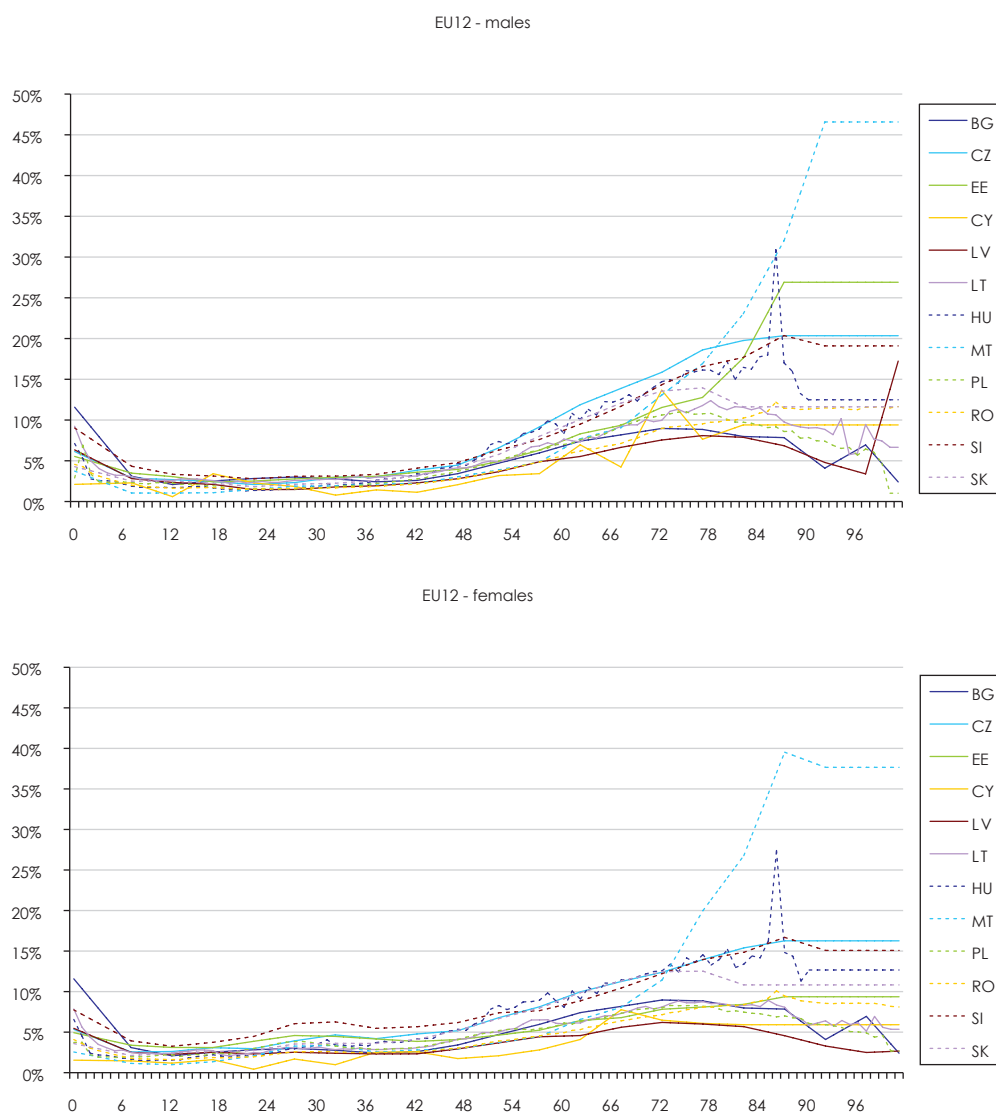 EU12 - males
50%
45%
40%
35%
30%
25%
20%
15%
10%
5%
0%
0 6 12 18 24 30 36 42 48 54 60 66 72 78 84 90 96
BG
CZ
EE
CY
LV
LT
HU
MT
PL
RO
SI
SK
EU12 - females
50%
45%
40%
35%
30%
25%
20%
15%
10%
5%
0%
0 6 12 18 24 30 36 42 48 54 60 66 72 78 84 90 96
BG
CZ
EE
CY
LV
LT
HU
MT
PL
RO
SI
SK